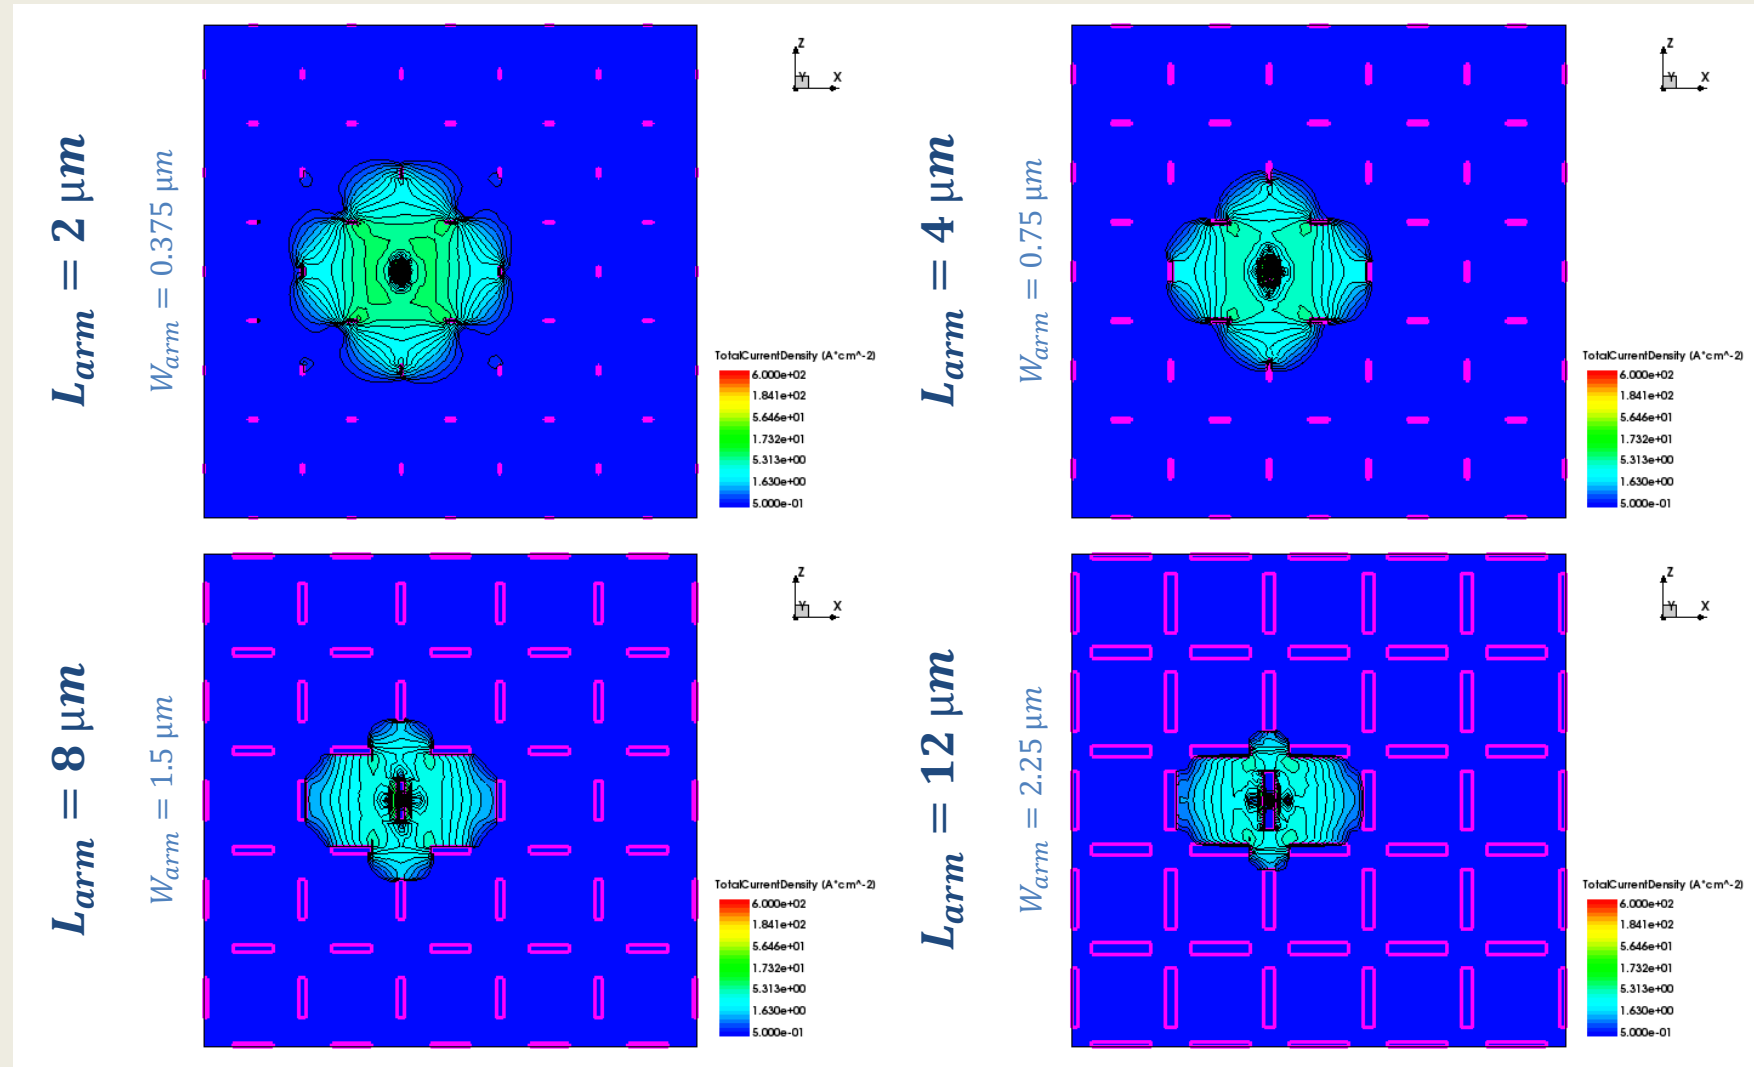 L_arm = 2 μm
W_arm = 0.375 μm
Z
Y
X
TotalCurrentDensity (A*cm^-2)
6.000e+02
1.841e+02
5.646e+01
1.732e+01
5.313e+00
1.630e+00
5.000e-01
L_arm = 4 μm
W_arm = 0.75 μm
Z
Y
X
TotalCurrentDensity (A*cm^-2)
6.000e+02
1.841e+02
5.646e+01
1.732e+01
5.313e+00
1.630e+00
5.000e-01
L_arm = 8 μm
W_arm = 1.5 μm
Z
Y
X
TotalCurrentDensity (A*cm^-2)
6.000e+02
1.841e+02
5.646e+01
1.732e+01
5.313e+00
1.630e+00
5.000e-01
L_arm = 12 μm
W_arm = 2.25 μm
Z
Y
X
TotalCurrentDensity (A*cm^-2)
6.000e+02
1.841e+02
5.646e+01
1.732e+01
5.313e+00
1.630e+00
5.000e-01